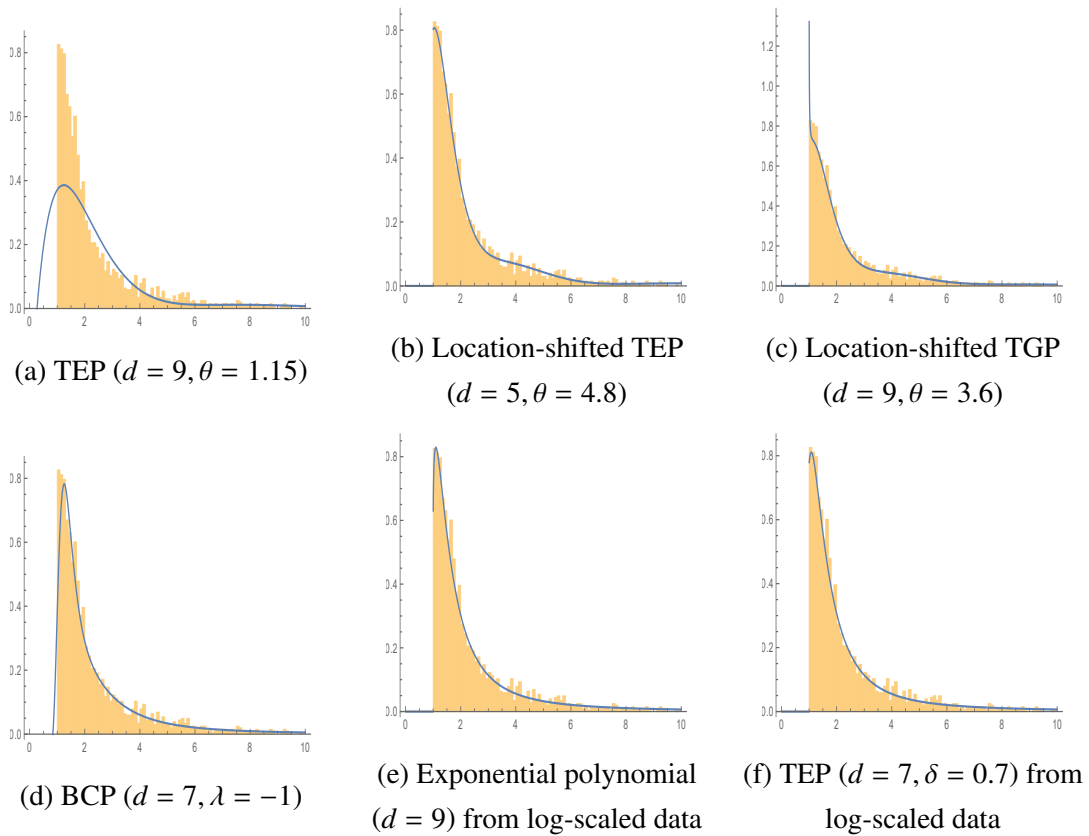 0.8
0.6
0.4
0.2
0.0
0 2 4 6 8 10
(a) TEP (d = 9, θ = 1.15)
0.8
0.6
0.4
0.2
0.0
0 2 4 6 8 10
(b) Location-shifted TEP
(d = 5, θ = 4.8)
1.2
1.0
0.8
0.6
0.4
0.2
0.0
0 2 4 6 8 10
(c) Location-shifted TGP
(d = 9, θ = 3.6)
0.8
0.6
0.4
0.2
0.0
0 2 4 6 8 10
(d) BCP (d = 7, λ = −1)
0.8
0.6
0.4
0.2
0.0
0 2 4 6 8 10
(e) Exponential polynomial
(d = 9) from log-scaled data
0.8
0.6
0.4
0.2
0.0
0 2 4 6 8 10
(f) TEP (d = 7, δ = 0.7) from
log-scaled data